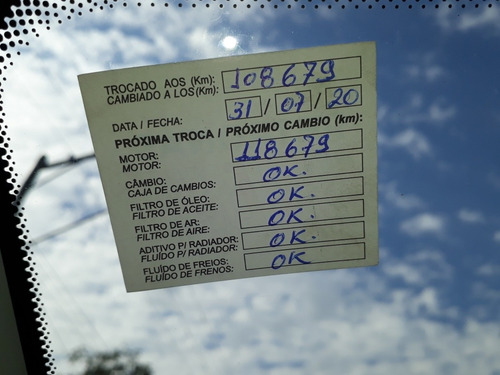 TROCADO AOS (Km): 108679
CAMBIADO A LOS (Km):
DATA / FECHA: 31 / 07 / 20
PRÓXIMA TROCA / PRÓXIMO CAMBIO (km):
MOTOR: 118679
MOTOR:
CÂMBIO: OK.
CAJA DE CAMBIOS:
FILTRO DE ÓLEO: OK.
FILTRO DE ACEITE:
FILTRO DE AR: OK.
FILTRO DE AIRE:
ADITIVO P/ RADIADOR: OK.
FLUÍDO P/ RADIADOR:
FLUÍDO DE FREIOS: OK
FLUÍDO DE FRENOS: